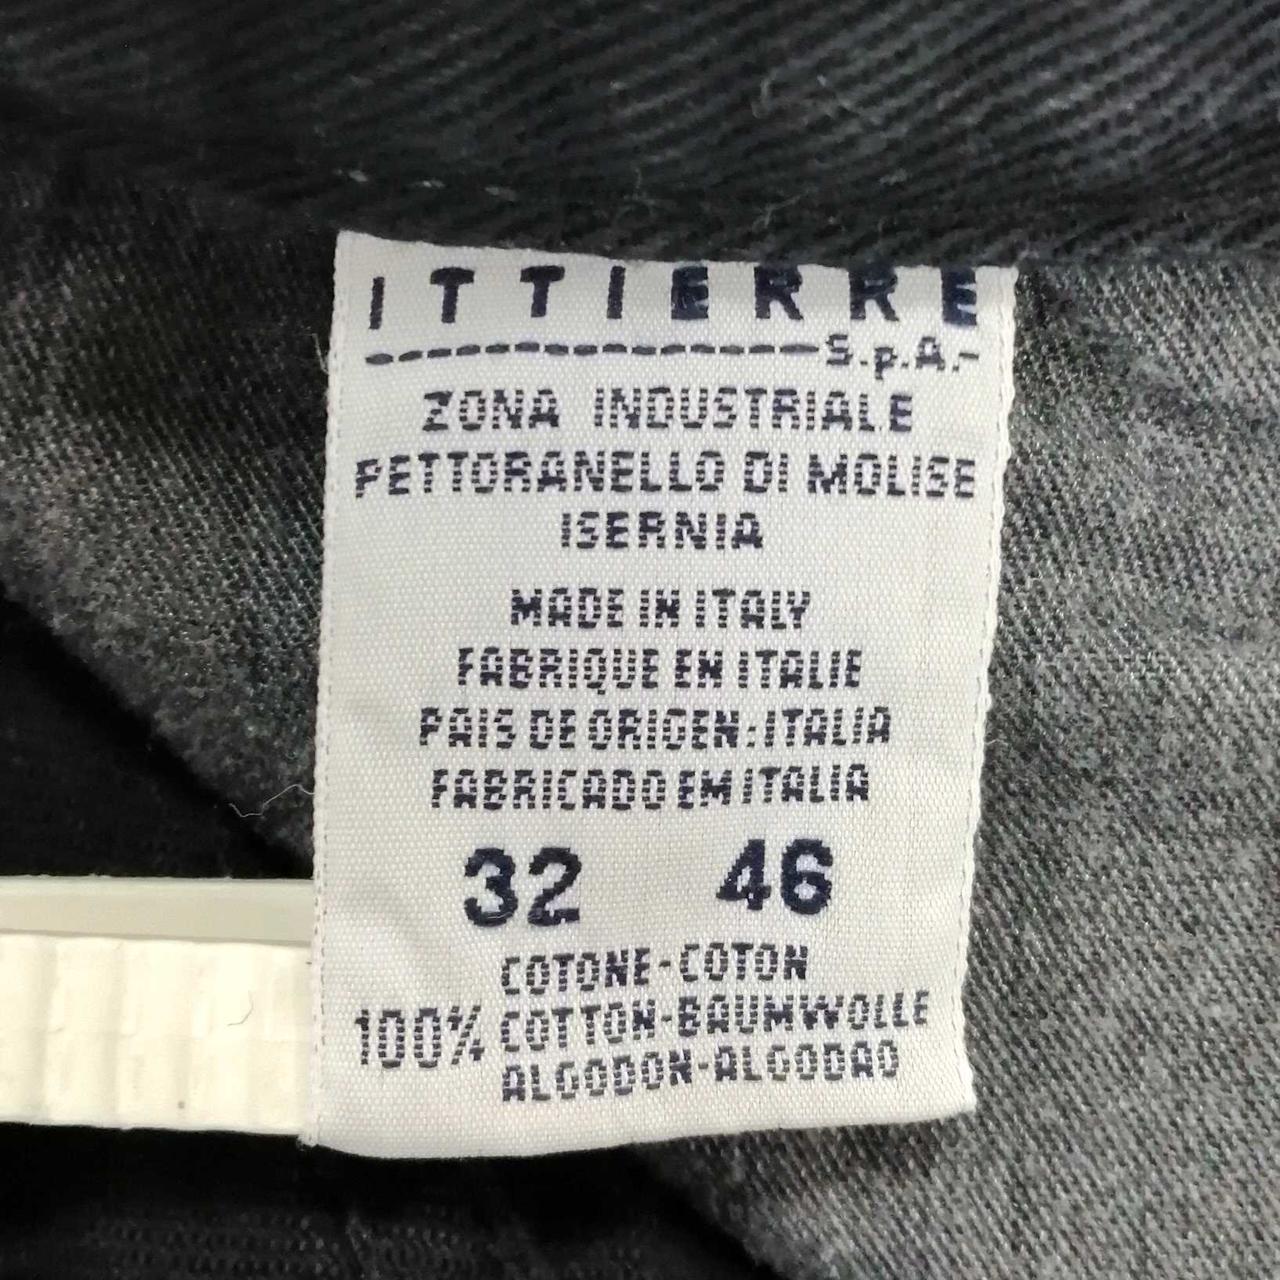 ITTIERRE
S.p.A.-
ZONA INDUSTRIALE
PETTORANELLO DI MOLISE
ISERNIA
MADE IN ITALY
FABRIQUE EN ITALIE
PAIS DE ORIGEN:ITALIA
FABRICADO EM ITALIA
32 46
COTONE-COTON
100% COTTON-BAUMWOLLE
ALGODON-ALGODAO